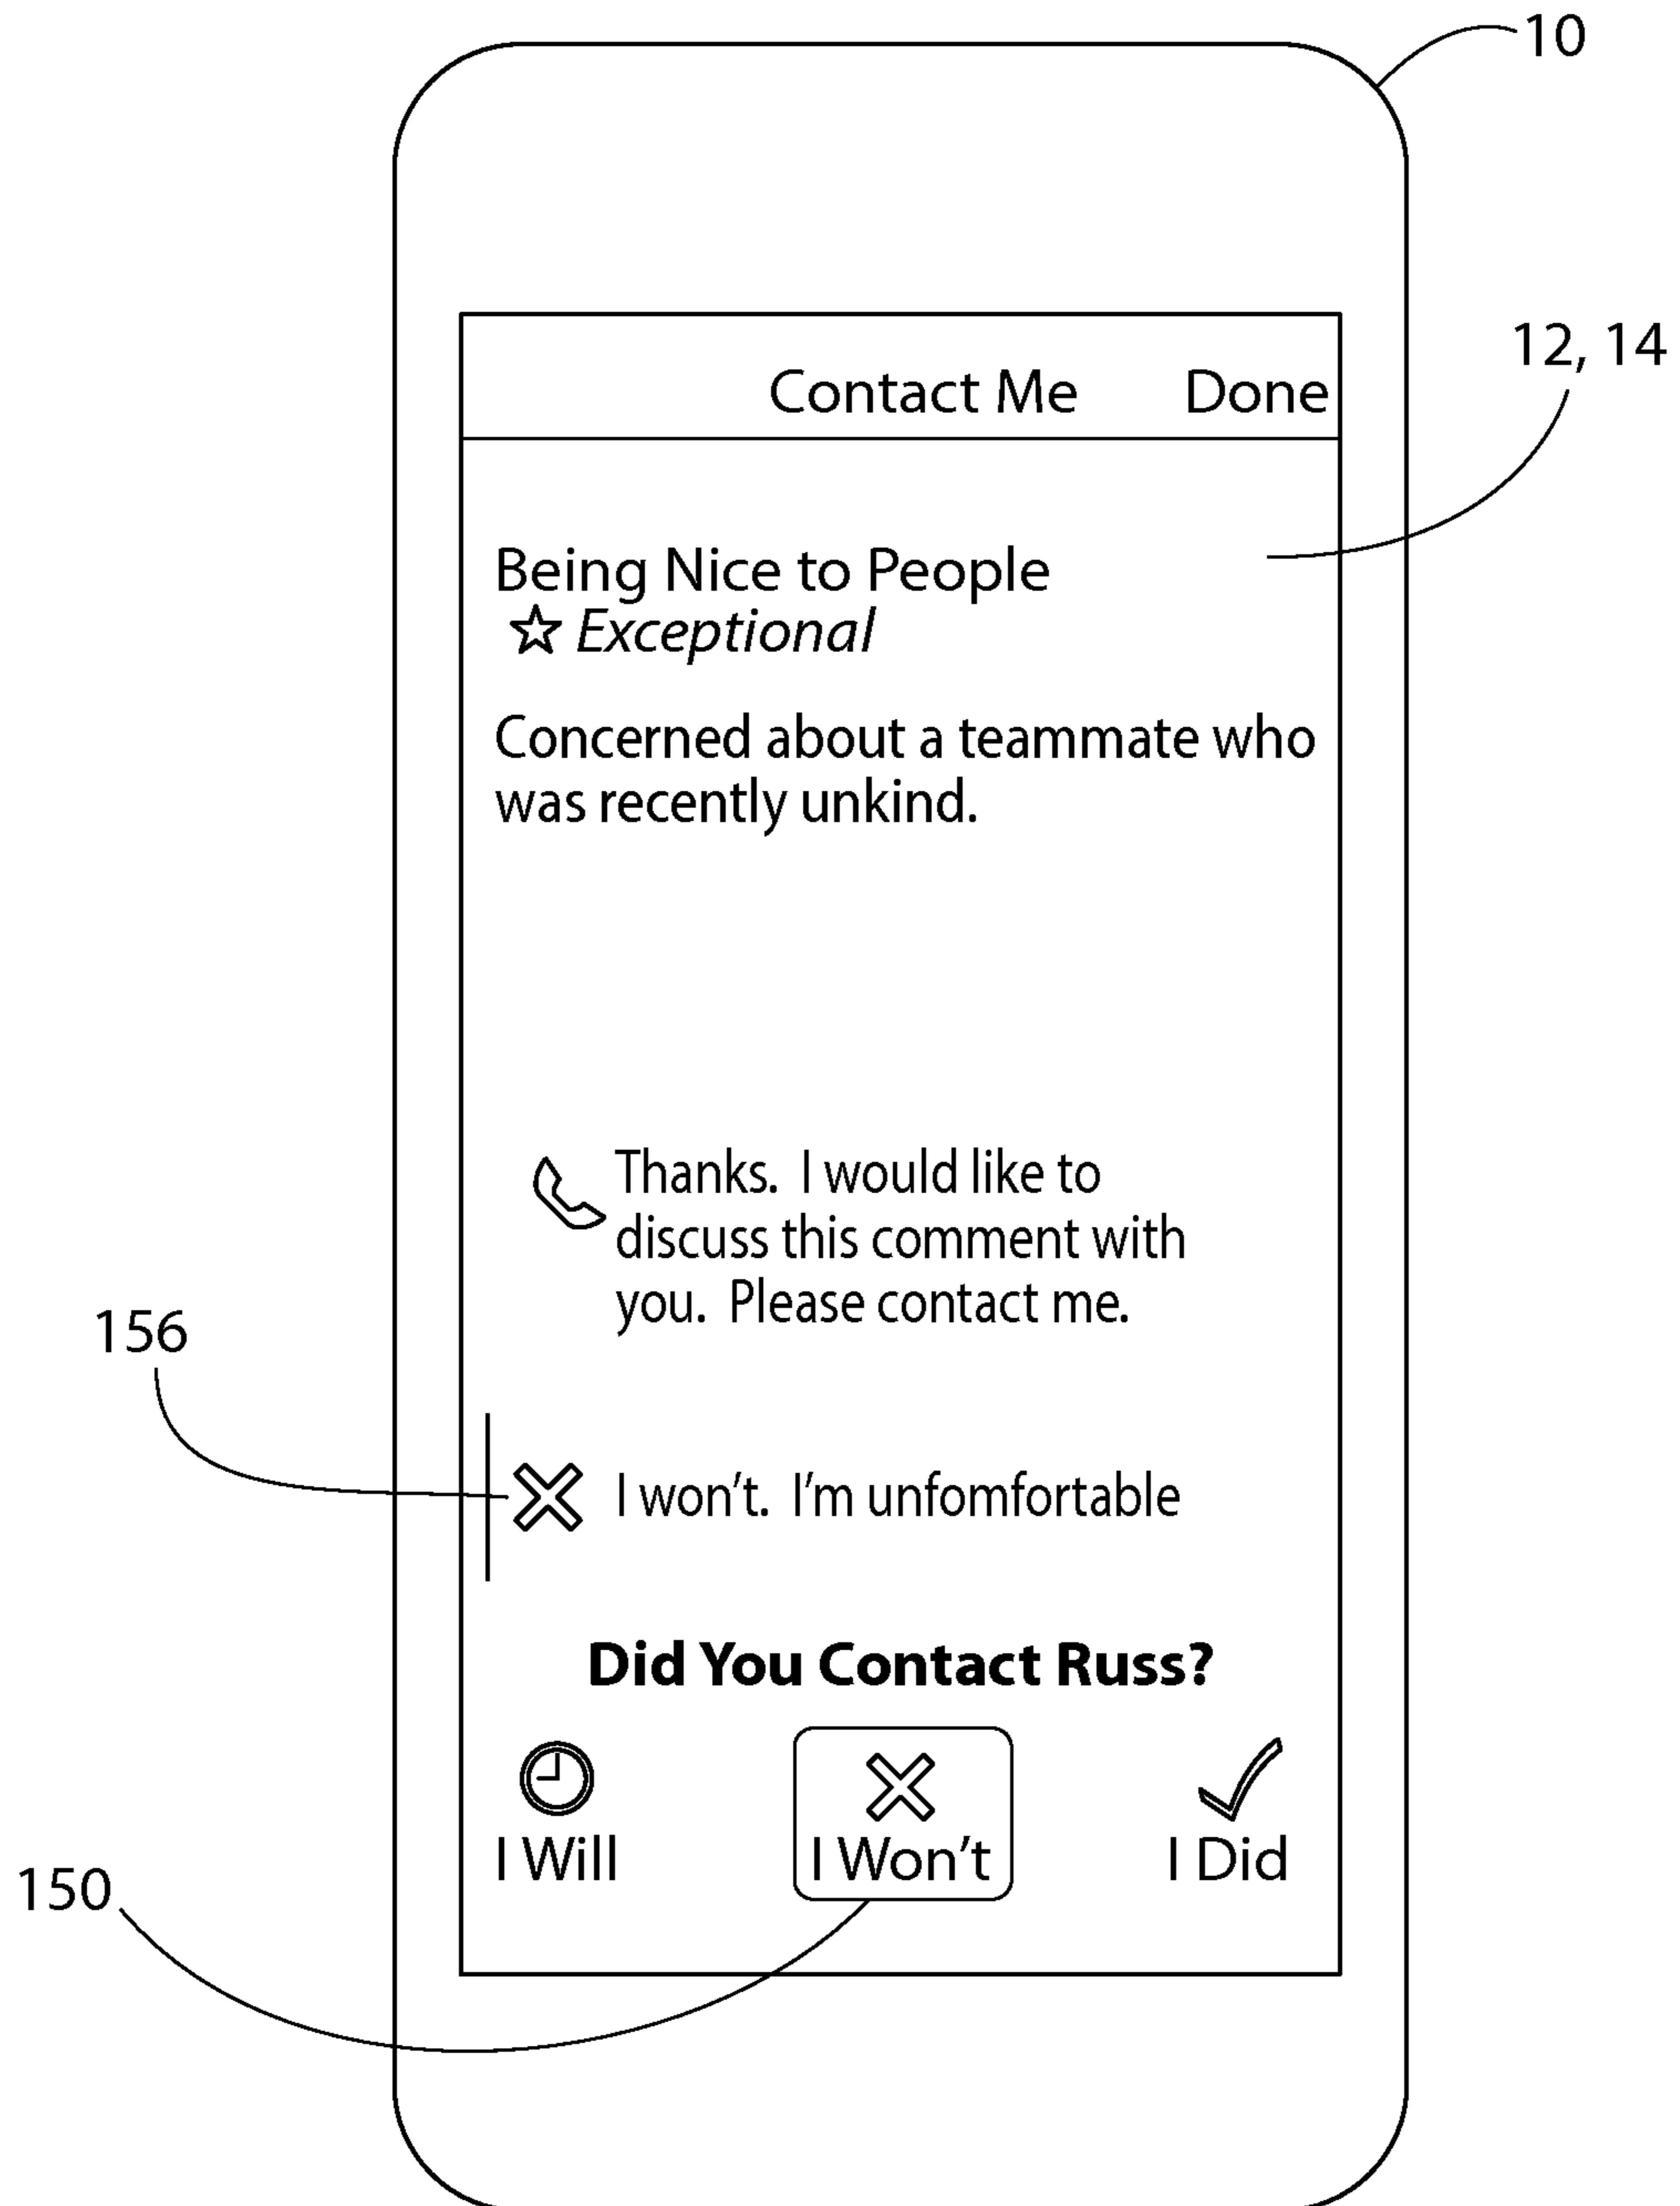 10
12, 14
Contact Me Done
Being Nice to People
Exceptional
Concerned about a teammate who
was recently unkind.
Thanks. I would like to
discuss this comment with
you. Please contact me.
156
I won't. I'm unfomfortable
Did You Contact Russ?
I Will I Won't I Did
150